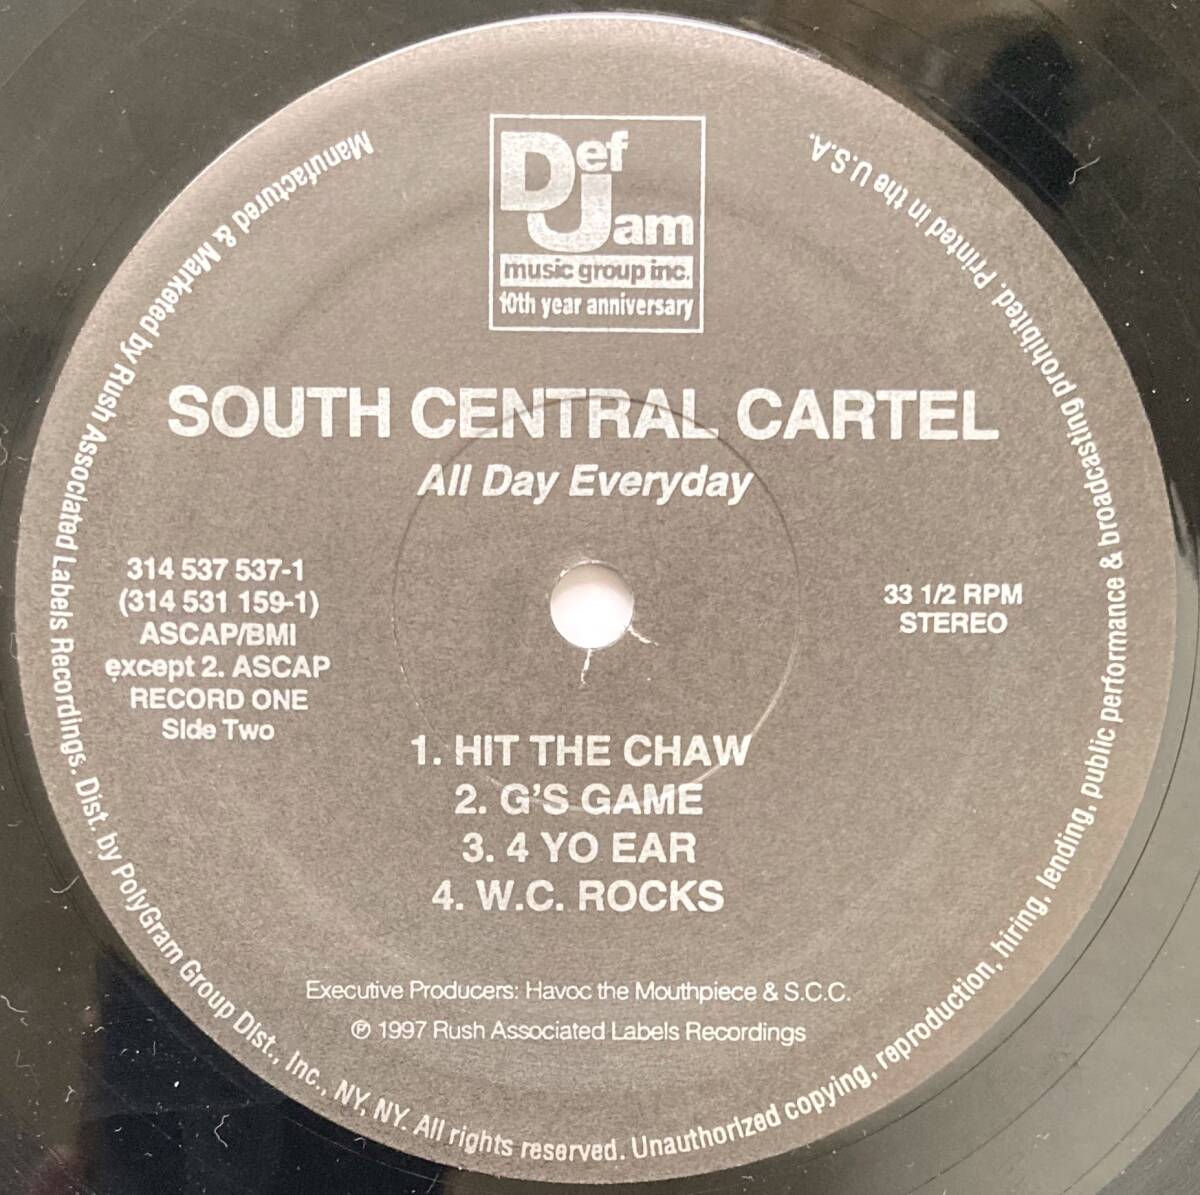 Def
Jam
music group inc.
10th year anniversary
SOUTH CENTRAL CARTEL
All Day Everyday
314 537 537-1
(314 531 159-1)
ASCAP/BMI
except 2. ASCAP
RECORD ONE
Side Two
33 1/2 RPM
STEREO
1. HIT THE CHAW
2. G'S GAME
3. 4 YO EAR
4. W.C. ROCKS
Executive Producers: Havoc the Mouthpiece & S.C.C.
℗ 1997 Rush Associated Labels Recordings
Manufactured & Marketed by Rush Associated Labels Recordings. Dist. by PolyGram Group Dist., Inc., NY, NY. All rights reserved. Unauthorized copying, reproduction, hiring, lending, public performance & broadcasting prohibited. Printed in the U.S.A.